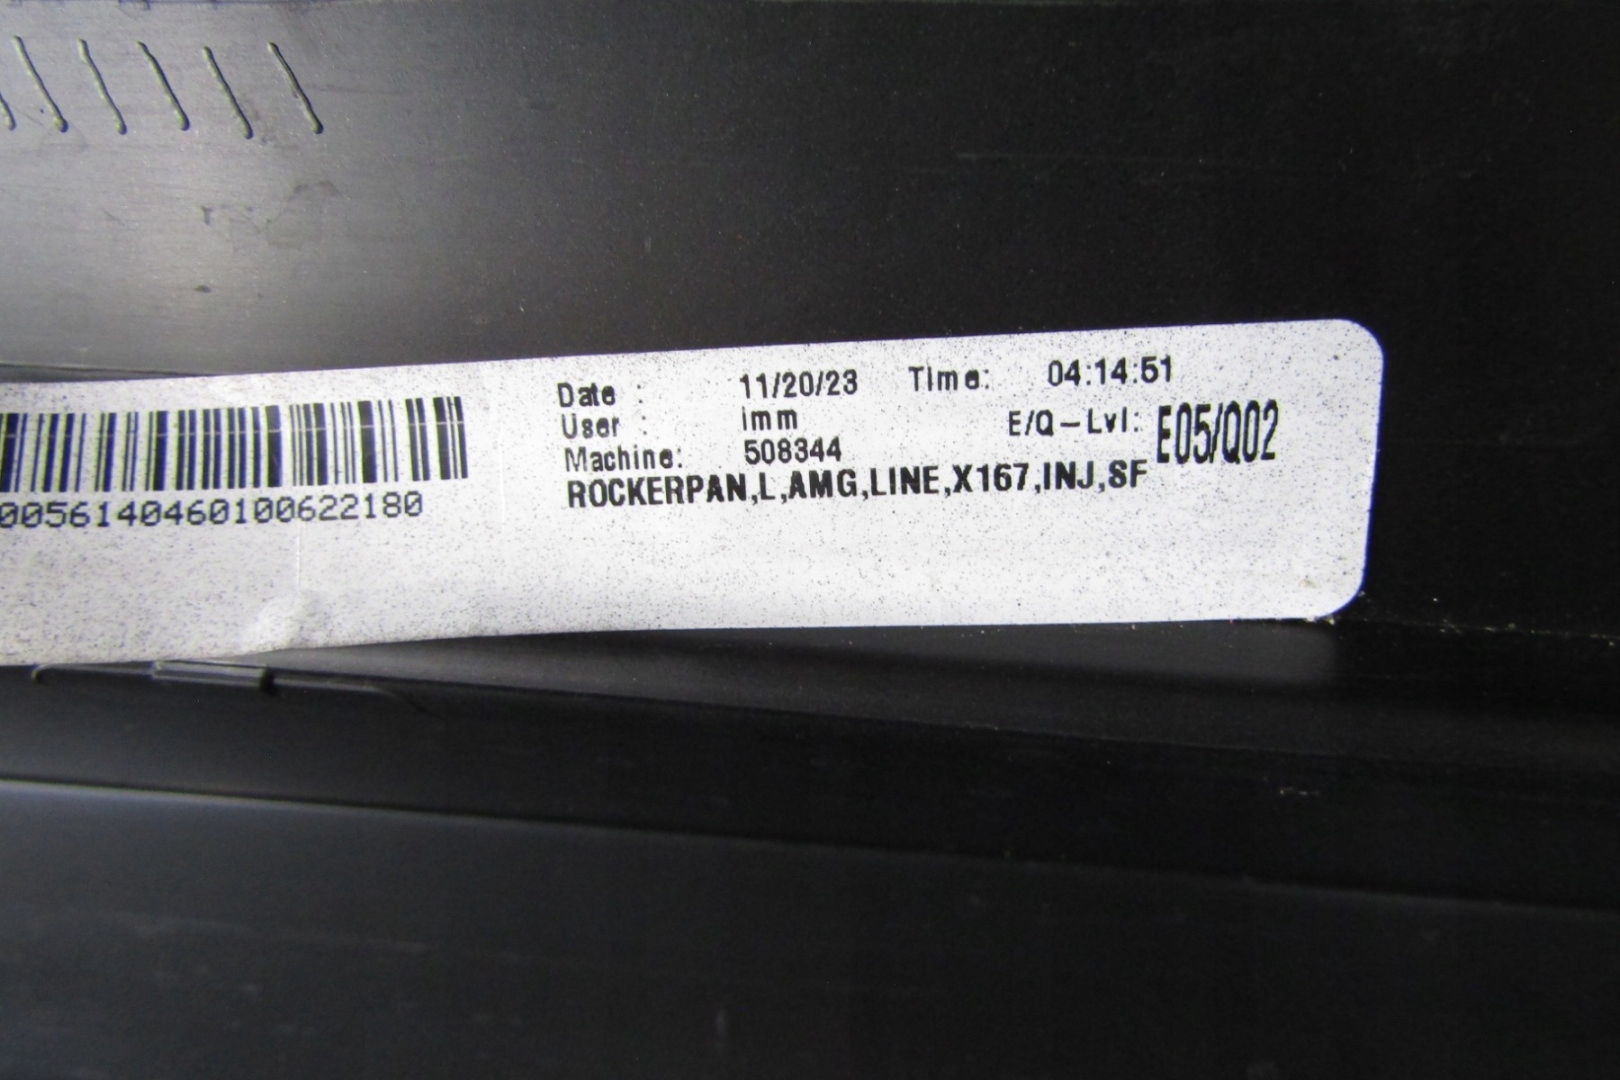 Date : 11/20/23 Time: 04:14:51
User : imm E/Q-Lvl: E05/Q02
Machine: 508344
ROCKERPAN,L,AMG,LINE,X167,INJ,SF
0056140460100622180